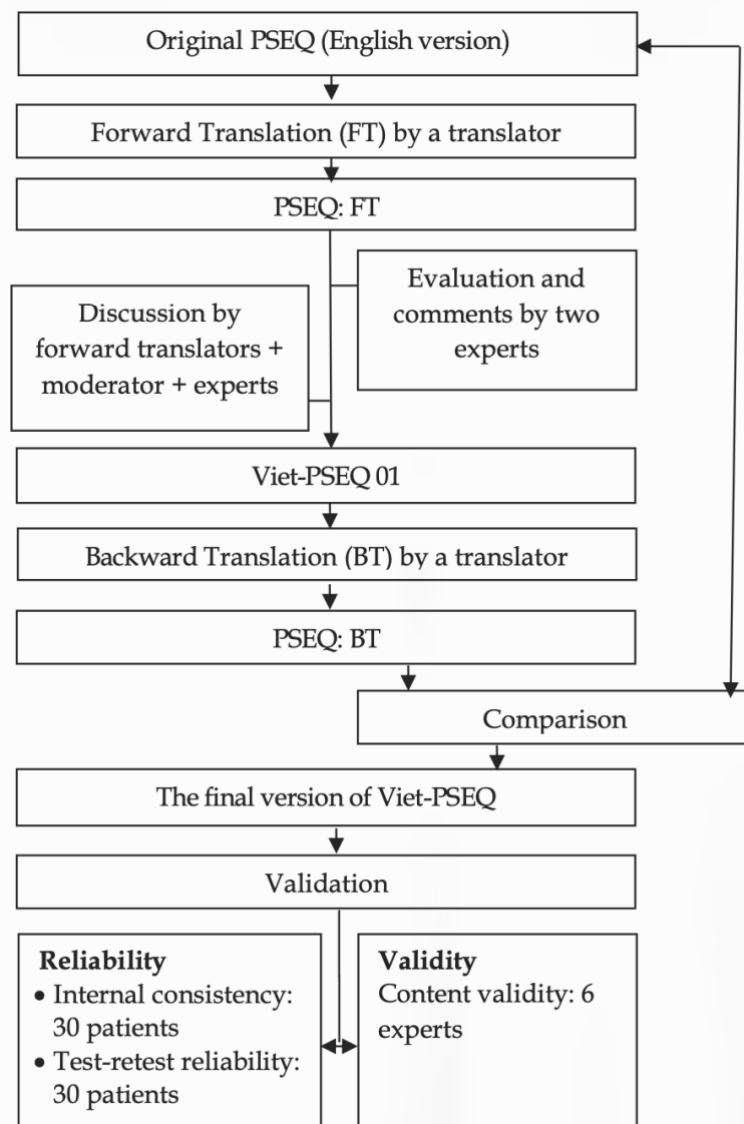 Original PSEQ (English version)
Forward Translation (FT) by a translator
PSEQ: FT
Evaluation and
comments by two
experts
Discussion by
forward translators +
moderator + experts
Viet-PSEQ 01
Backward Translation (BT) by a translator
PSEQ: BT
Comparison
The final version of Viet-PSEQ
Validation
Reliability
• Internal consistency:
30 patients
• Test-retest reliability:
30 patients
Validity
Content validity: 6
experts